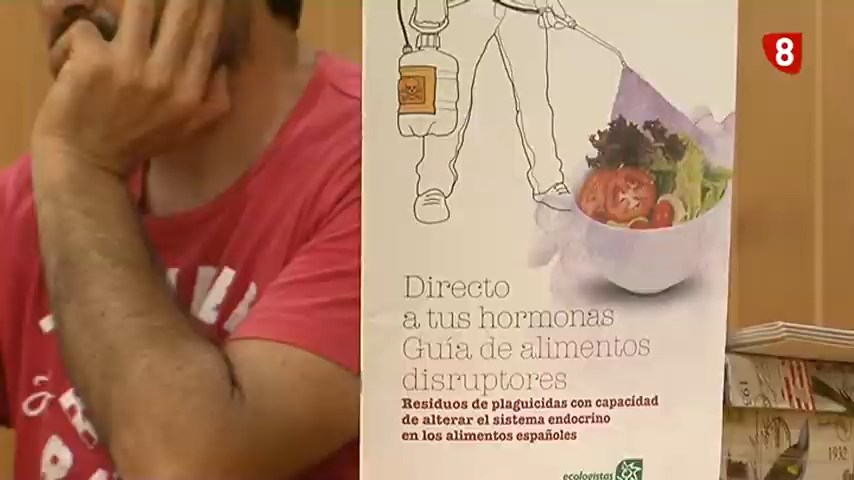 8
Directo
a tus hormonas
Guía de alimentos
disruptores
Residuos de plaguicidas con capacidad
de alterar el sistema endocrino
en los alimentos españoles
ecologistas
1932